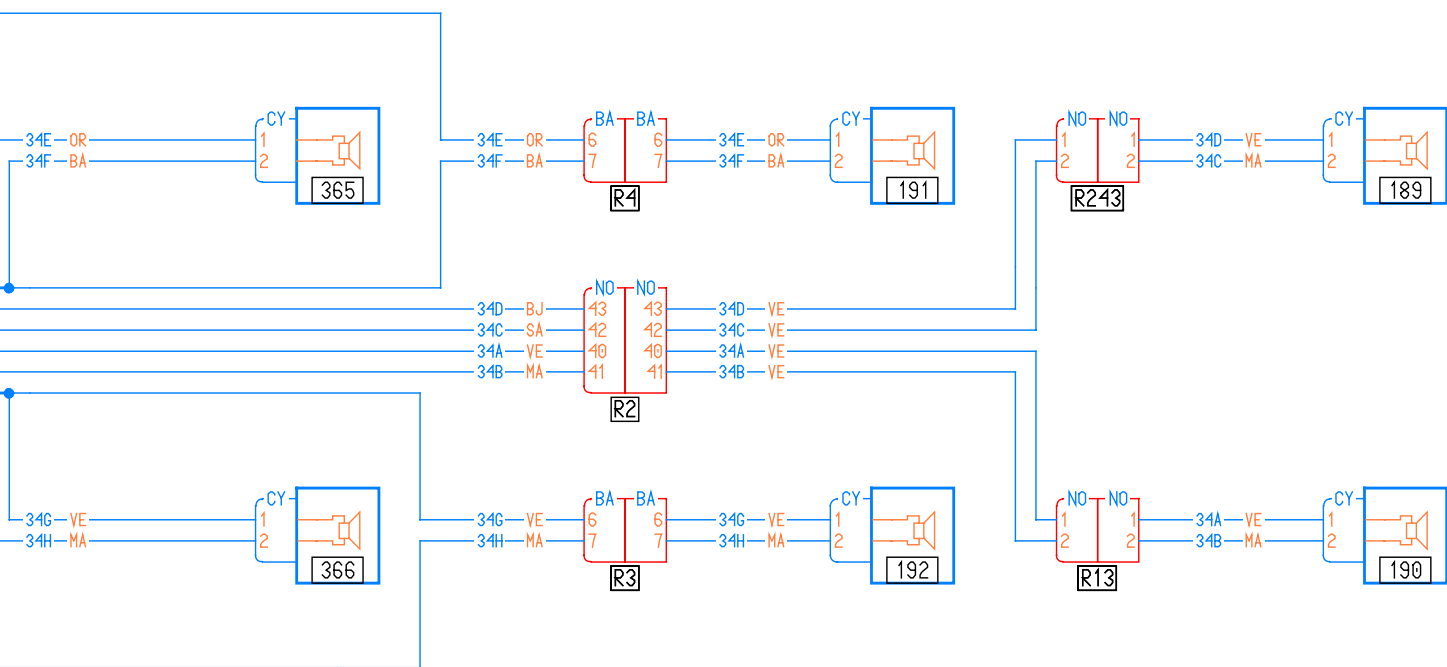 CY BA BA CY NO NO CY
34E OR 1 34E OR 6 6 34E OR 1 1 1 34D VE 1
34F BA 2 34F BA 7 7 34F BA 2 2 2 34C MA 2
365 R4 191 R243 189
NO NO
34D BJ 43 43 34D VE
34C SA 42 42 34C VE
34A VE 40 40 34A VE
34B MA 41 41 34B VE
R2
CY BA BA CY NO NO CY
34G VE 1 34G VE 6 6 34G VE 1 1 1 34A VE 1
34H MA 2 34H MA 7 7 34H MA 2 2 2 34B MA 2
366 R3 192 R13 190